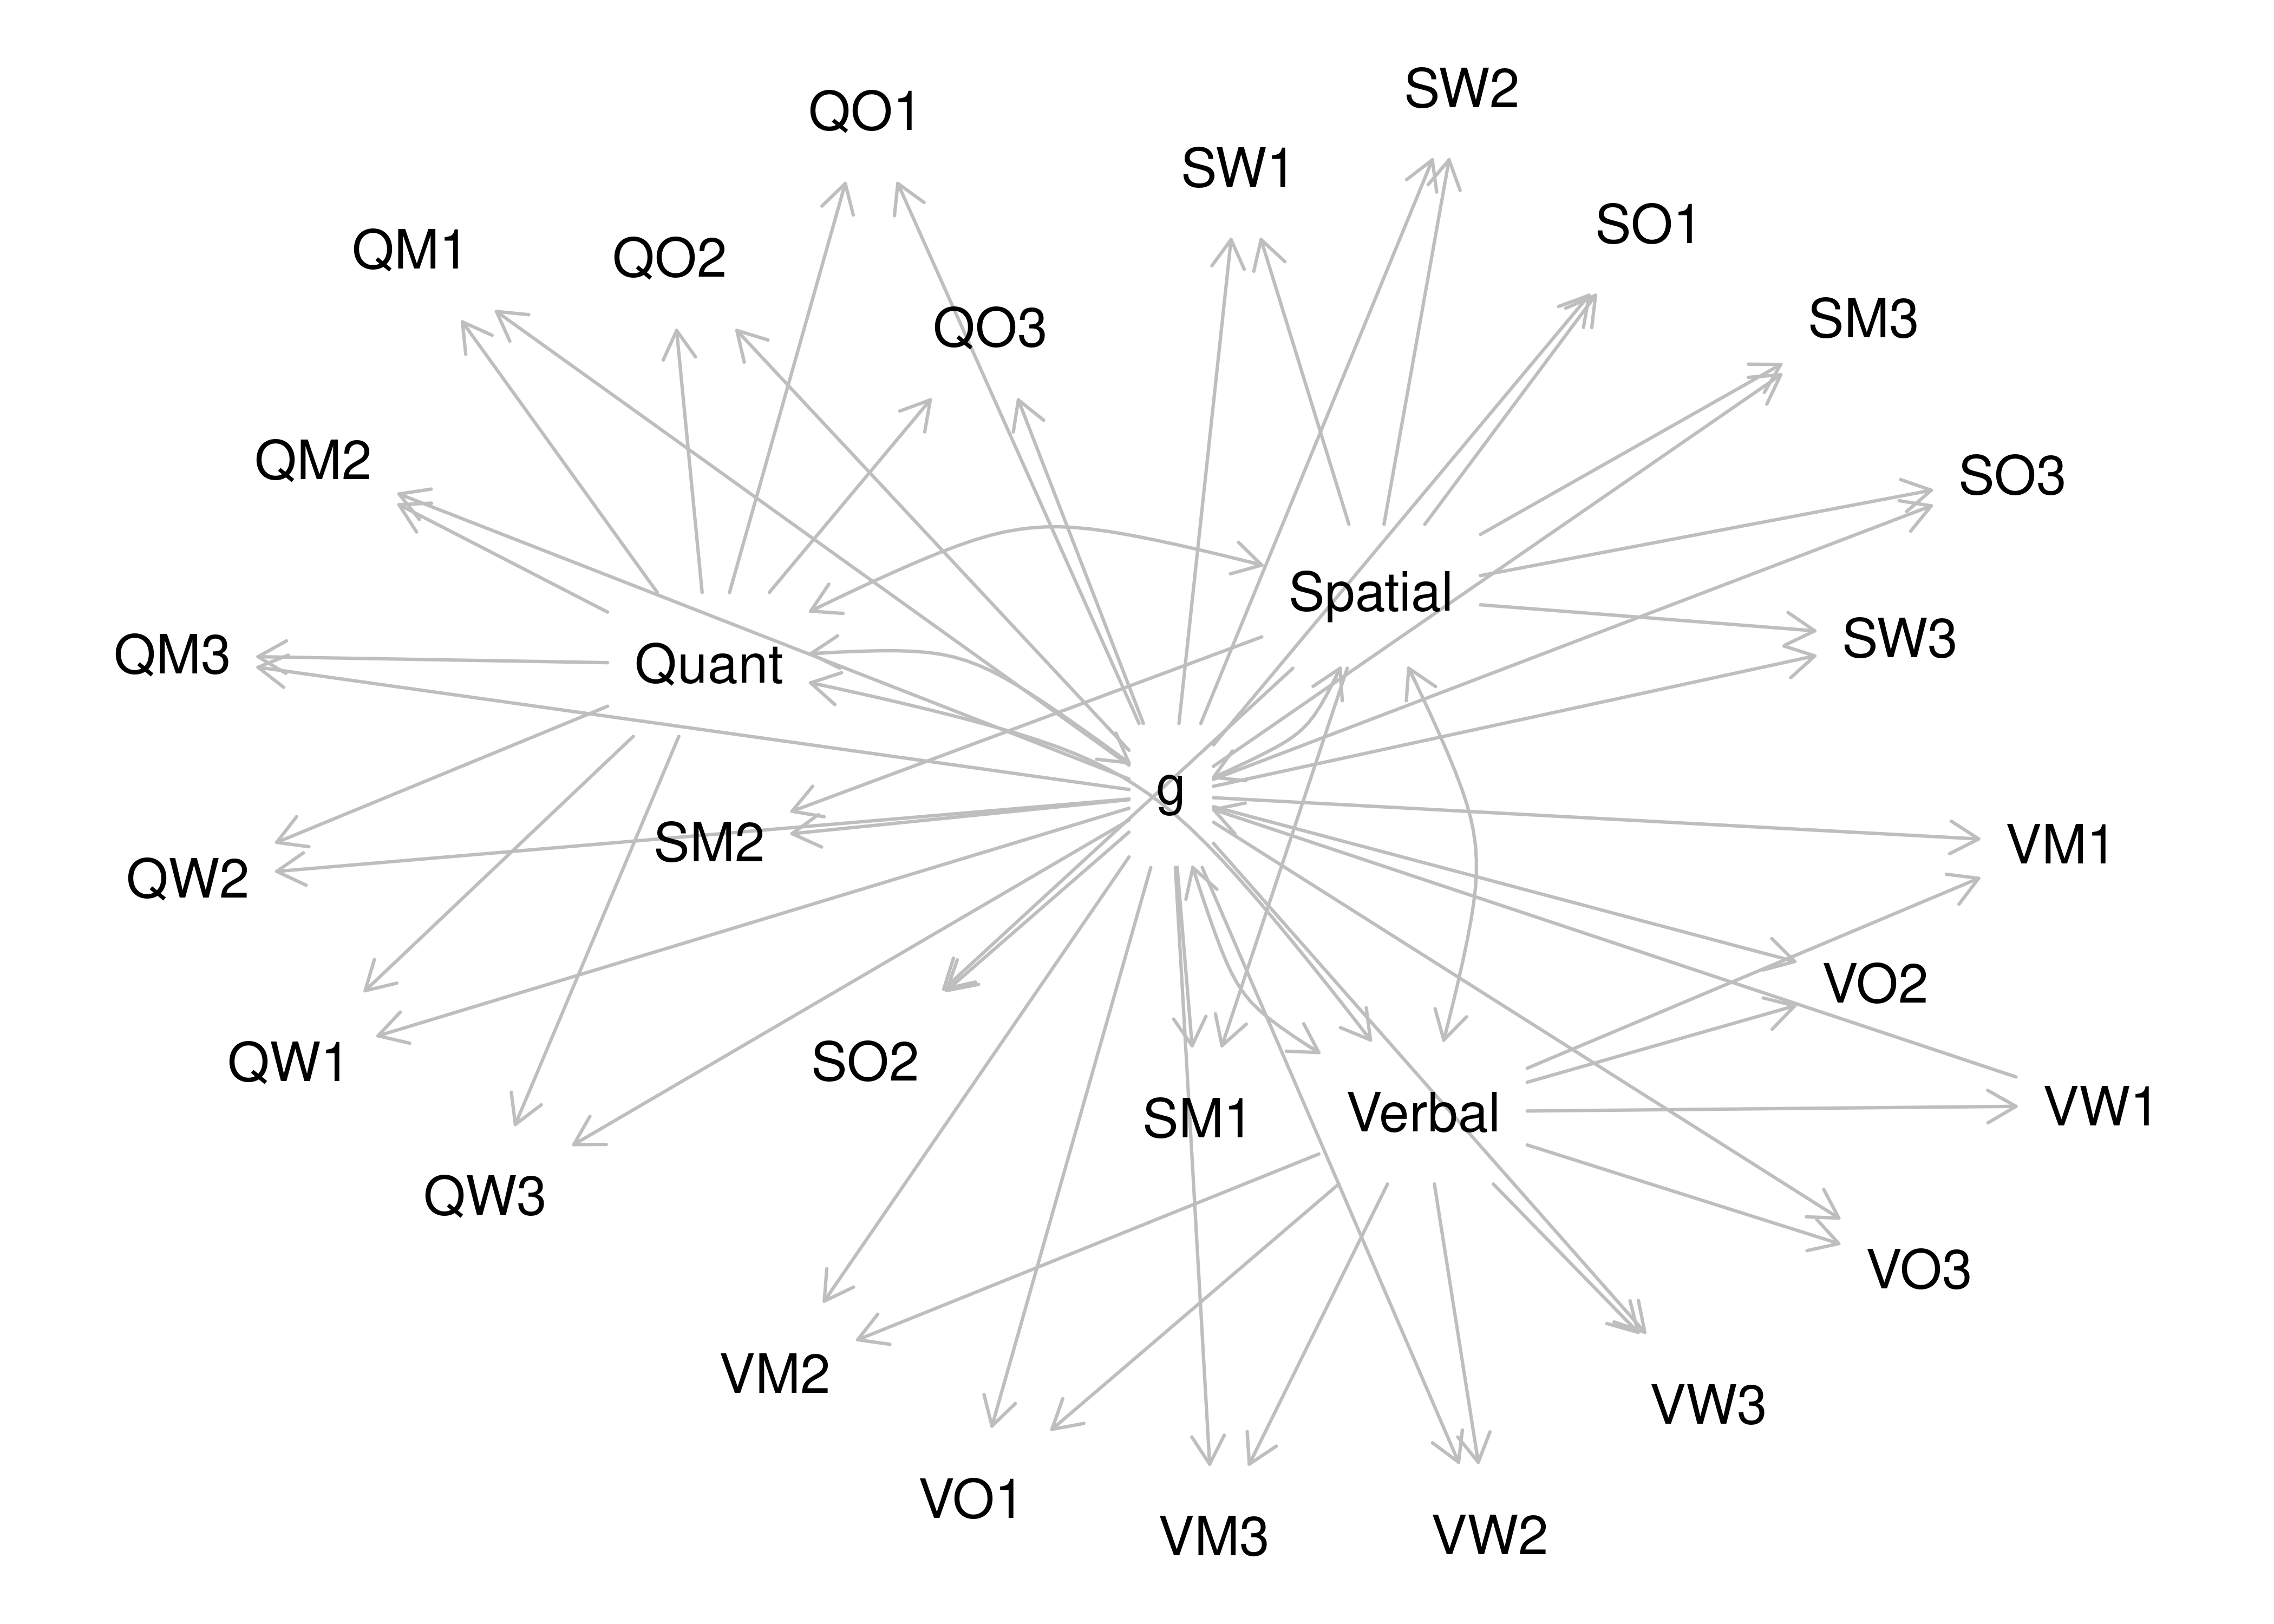 SW2
QO1
SW1
SO1
QM1
QO2
SM3
QO3
QM2
SO3
Spatial
SW3
QM3
Quant
g
SM2
VM1
QW2
VO2
QW1
SO2
VW1
SM1
Verbal
QW3
VO3
VM2
VW3
VO1
VM3
VW2